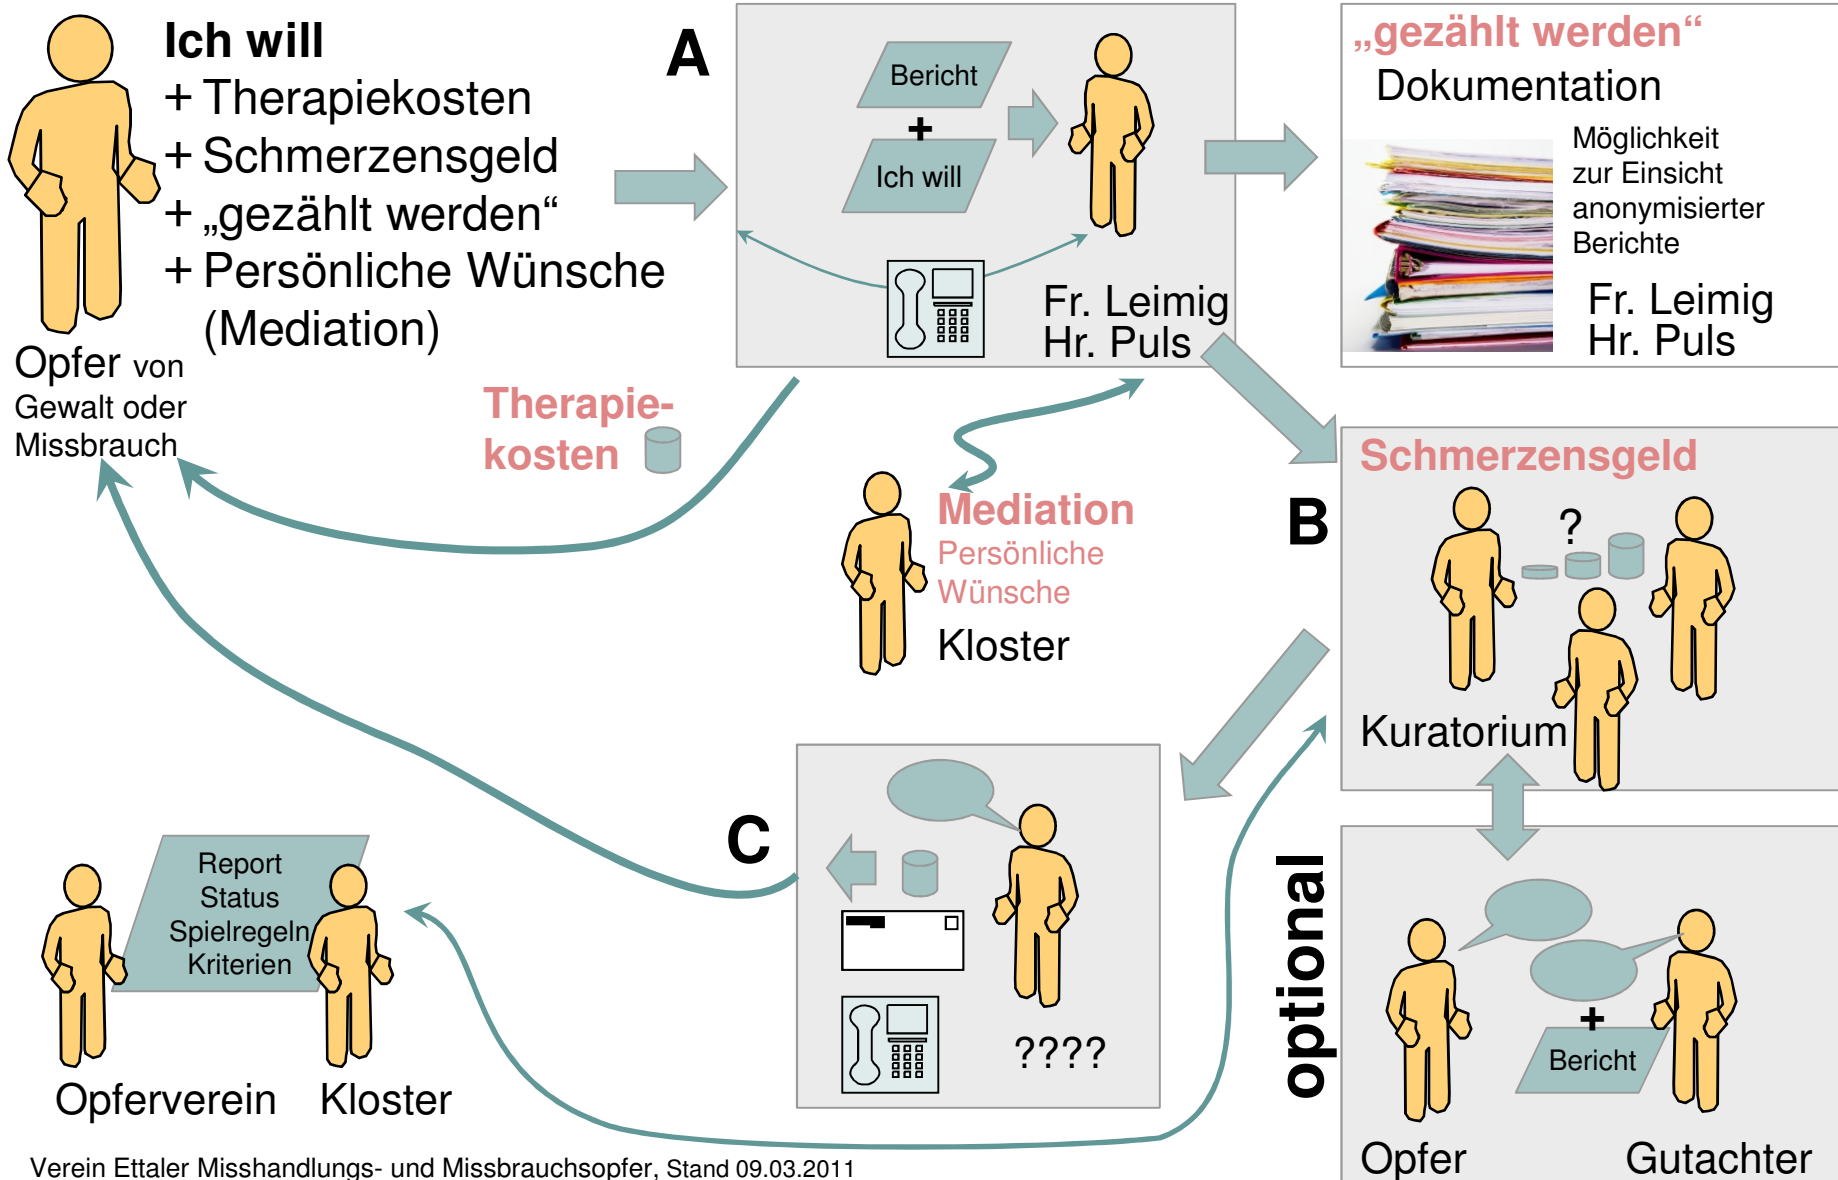 Ich will
+ Therapiekosten
+ Schmerzensgeld
+ „gezählt werden“
+ Persönliche Wünsche
(Mediation)
Opfer von
Gewalt oder
Missbrauch
A
Bericht
+
Ich will
Fr. Leimig
Hr. Puls
„gezählt werden“
Dokumentation
Möglichkeit
zur Einsicht
anonymisierter
Berichte
Fr. Leimig
Hr. Puls
Therapie-
kosten
Mediation
Persönliche
Wünsche
Kloster
B
Schmerzensgeld
?
Kuratorium
C
????
optional
+
Bericht
Opfer
Gutachter
Report
Status
Spielregeln
Kriterien
Opferverein
Kloster
Verein Ettaler Misshandlungs- und Missbrauchsopfer, Stand 09.03.2011